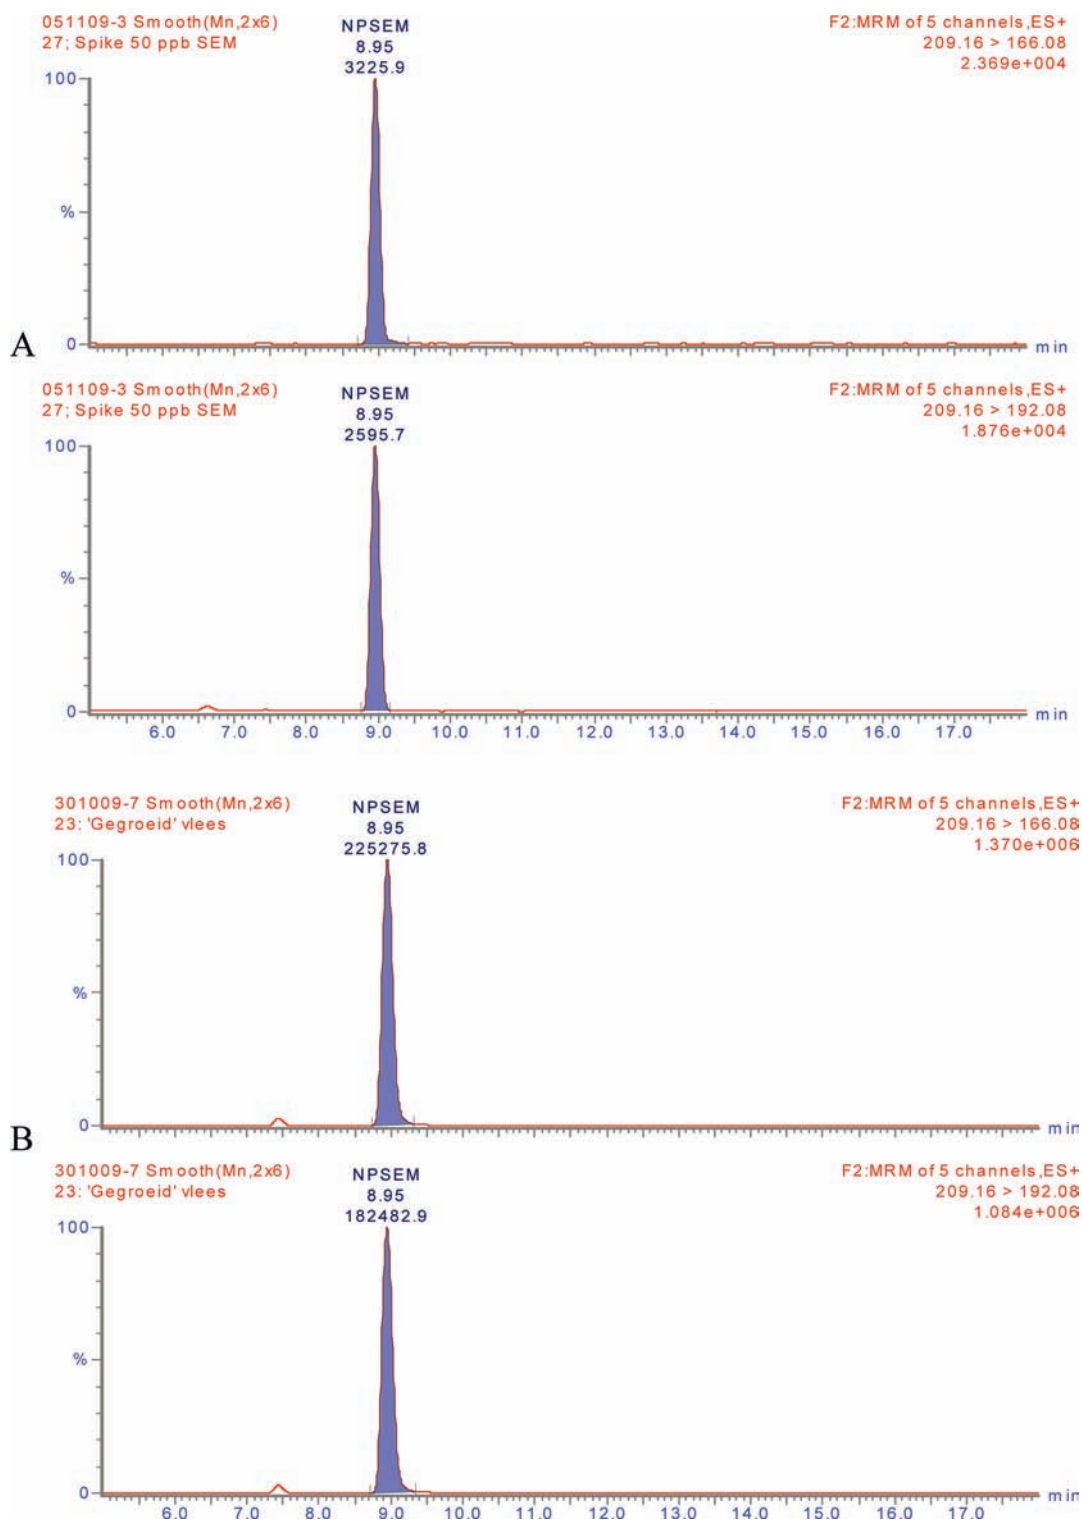 051109-3 Smooth(Mn,2x6)
27; Spike 50 ppb SEM
NPSEM
8.95
3225.9
F2:MRM of 5 channels,ES+
209.16 > 166.08
2.369e+004
100
%
0
min
A
051109-3 Smooth(Mn,2x6)
27; Spike 50 ppb SEM
NPSEM
8.95
2595.7
F2:MRM of 5 channels,ES+
209.16 > 192.08
1.876e+004
100
%
0
min
6.0 7.0 8.0 9.0 10.0 11.0 12.0 13.0 14.0 15.0 16.0 17.0
301009-7 Smooth(Mn,2x6)
23: 'Gegroeid' vlees
NPSEM
8.95
225275.8
F2:MRM of 5 channels,ES+
209.16 > 166.08
1.370e+006
100
%
0
min
B
301009-7 Smooth(Mn,2x6)
23: 'Gegroeid' vlees
NPSEM
8.95
182482.9
F2:MRM of 5 channels,ES+
209.16 > 192.08
1.084e+006
100
%
0
min
6.0 7.0 8.0 9.0 10.0 11.0 12.0 13.0 14.0 15.0 16.0 17.0